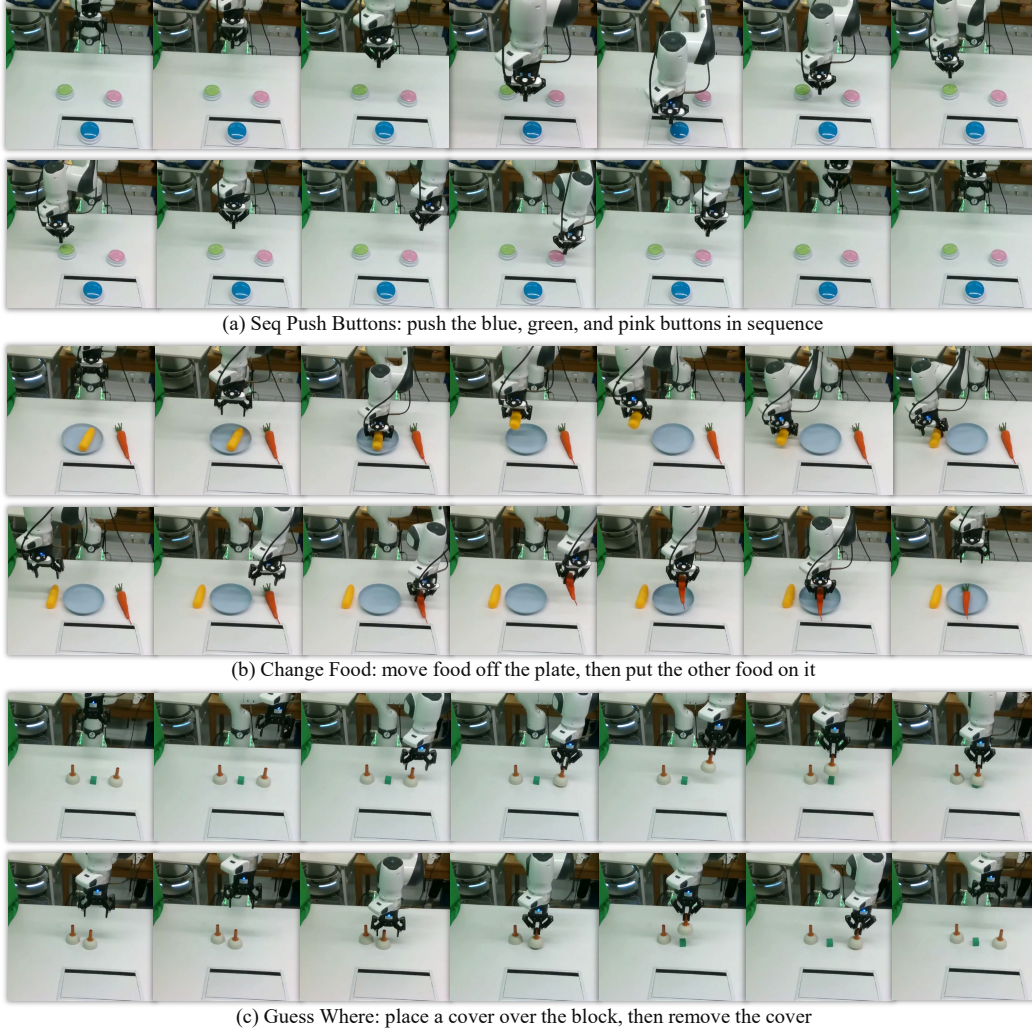 (a) Seq Push Buttons: push the blue, green, and pink buttons in sequence
(b) Change Food: move food off the plate, then put the other food on it
(c) Guess Where: place a cover over the block, then remove the cover